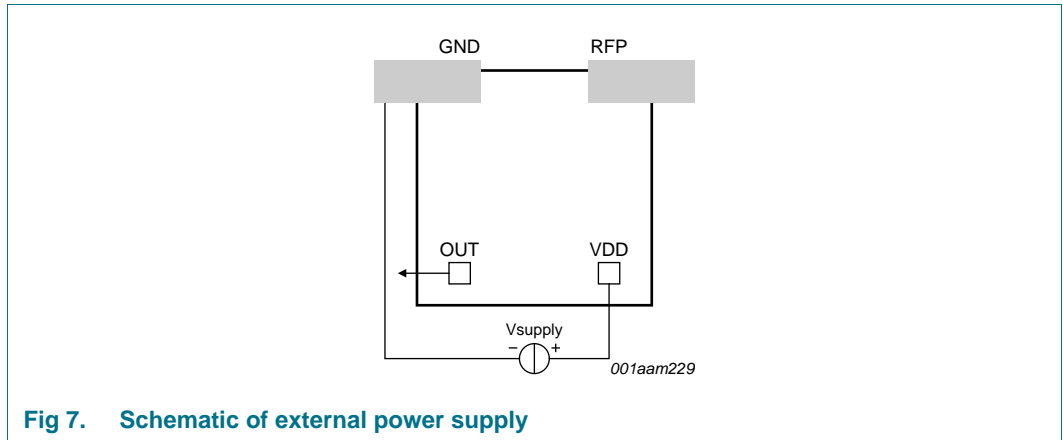 GND RFP
OUT VDD
Vsupply
− +
001aam229
Fig 7. Schematic of external power supply